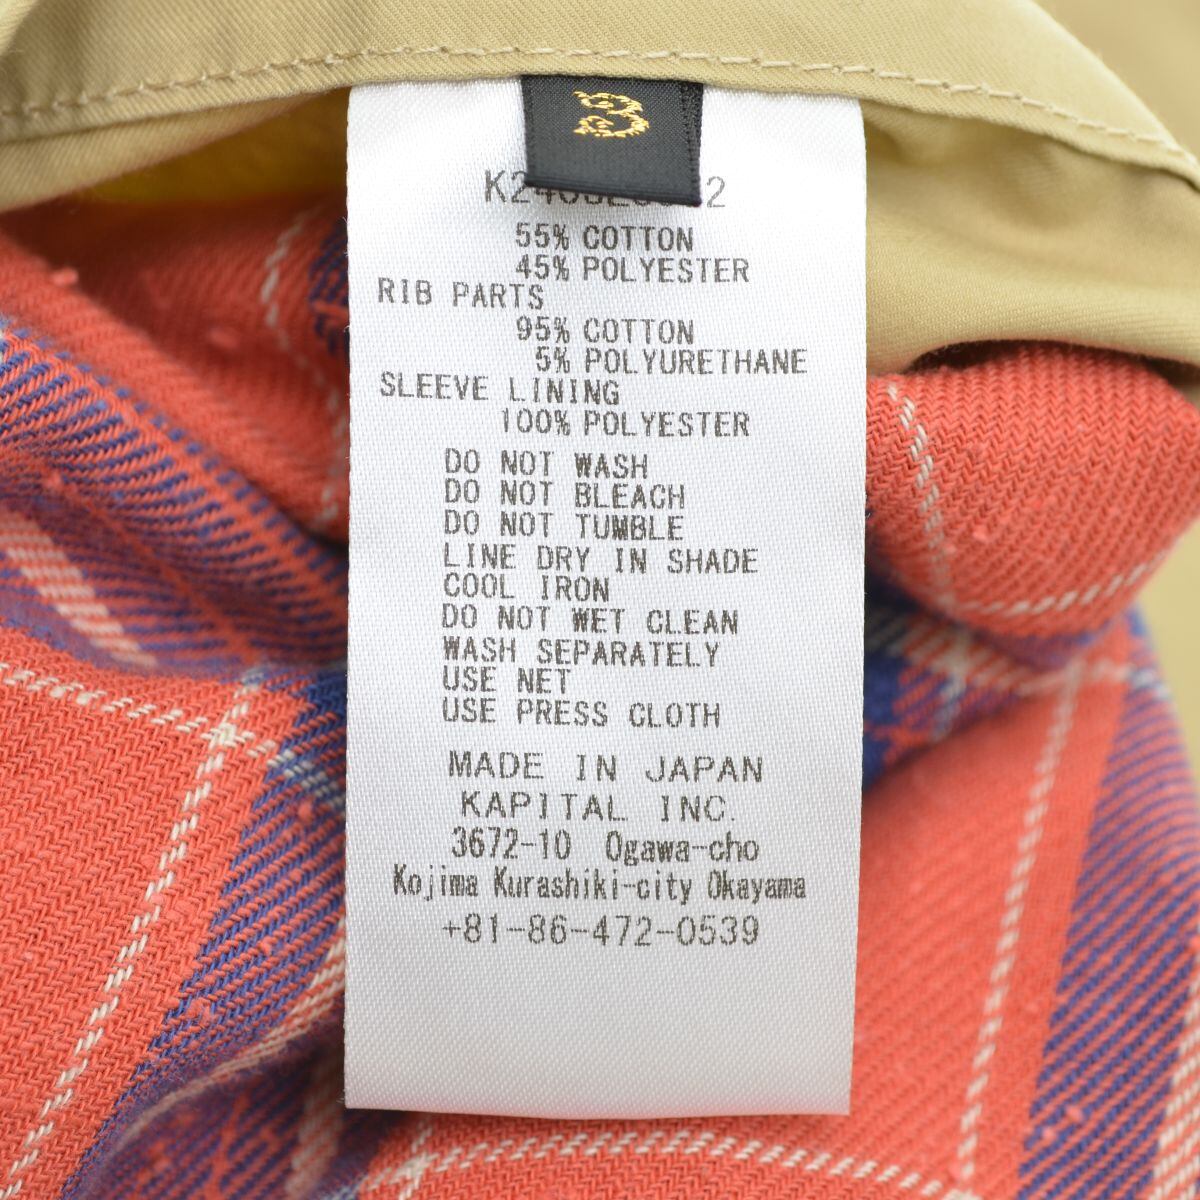 3
55% COTTON
45% POLYESTER
RIB PARTS
95% COTTON
5% POLYURETHANE
SLEEVE LINING
100% POLYESTER
DO NOT WASH
DO NOT BLEACH
DO NOT TUMBLE
LINE DRY IN SHADE
COOL IRON
DO NOT WET CLEAN
WASH SEPARATELY
USE NET
USE PRESS CLOTH
MADE IN JAPAN
KAPITAL INC.
3672-10 Ogawa-cho
Kojima Kurashiki-city Okayama
+81-86-472-0539